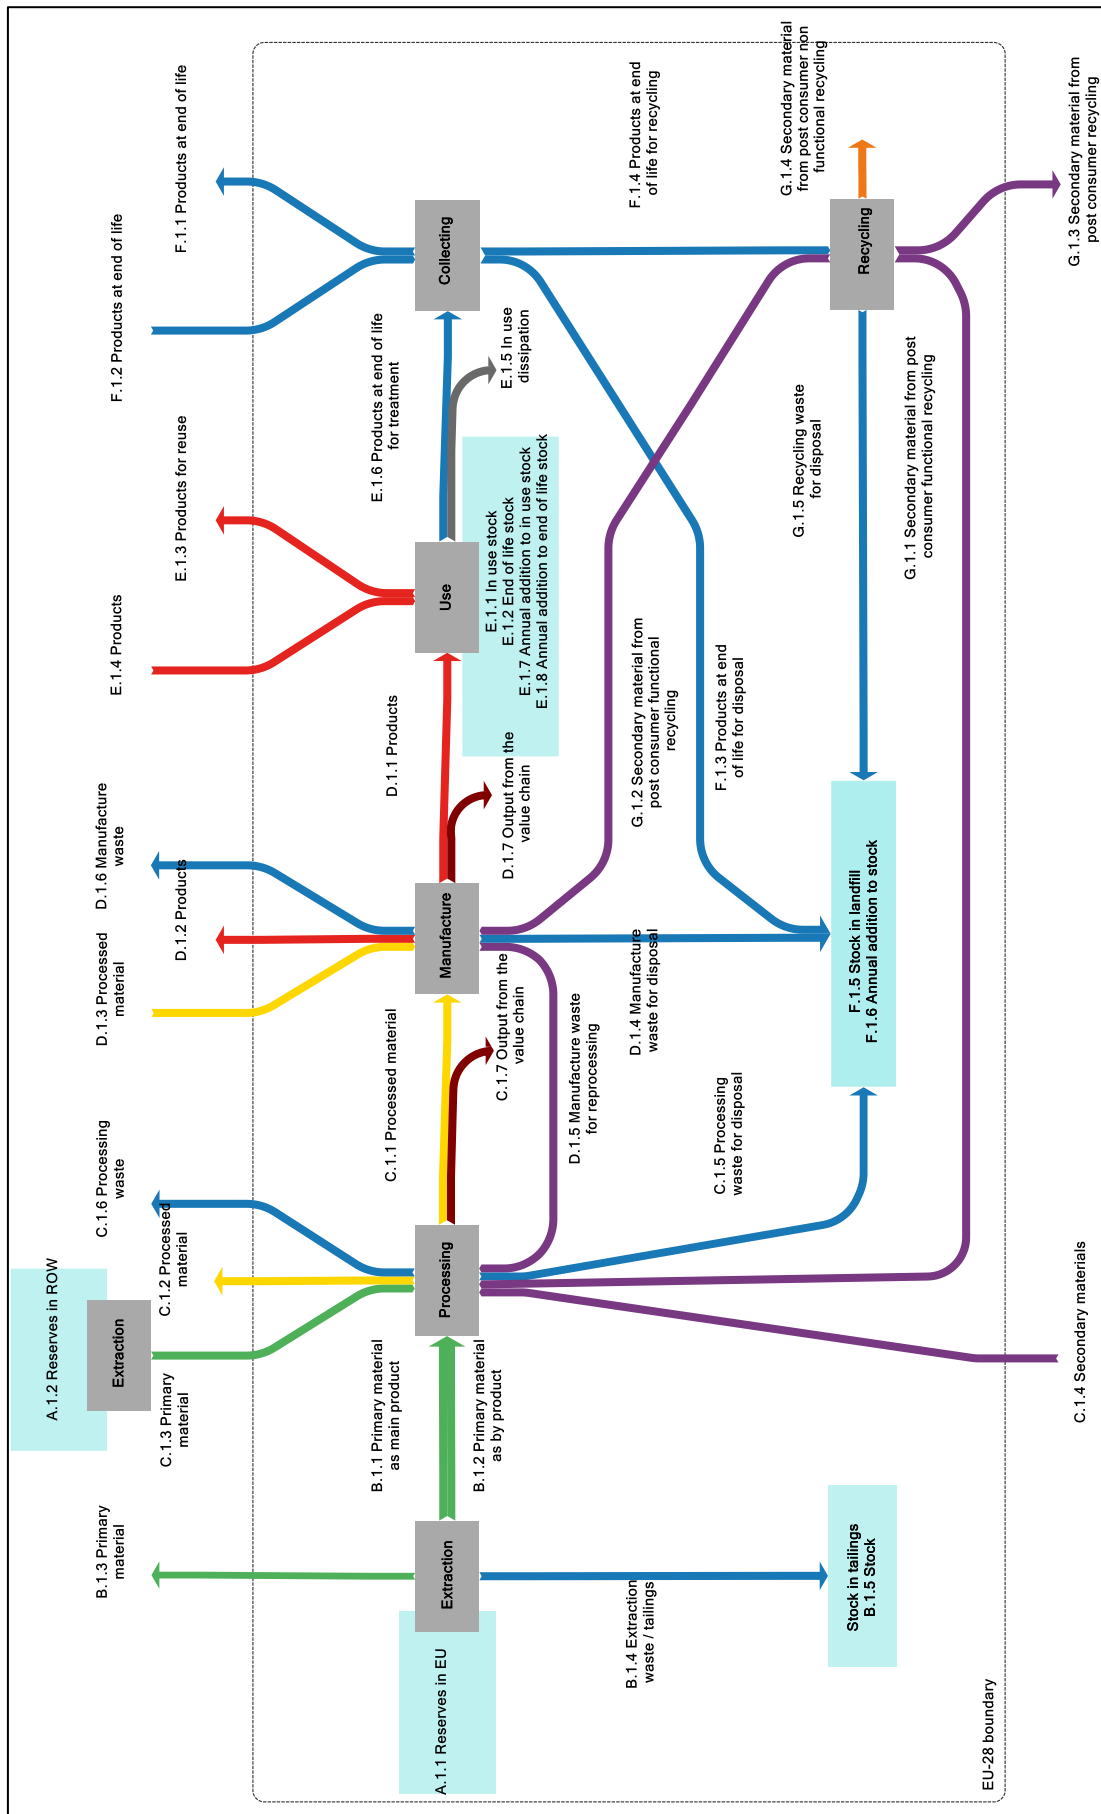 A.1.2 Reserves in ROW
Extraction
B.1.3 Primary
material
C.1.3 Primary
material
C.1.2 Processed
material
C.1.6 Processing
waste
D.1.3 Processed
material
D.1.2 Products
D.1.6 Manufacture
waste
E.1.4 Products
E.1.3 Products for reuse
F.1.2 Products at end of life
F.1.1 Products at end of life
A.1.1 Reserves in EU
Extraction
B.1.1 Primary material
as main product
B.1.2 Primary material
as by product
Processing
C.1.1 Processed material
C.1.7 Output from the
value chain
Manufacture
D.1.1 Products
D.1.7 Output from the
value chain
Use
E.1.1 In use stock
E.1.2 End of life stock
E.1.7 Annual addition to in use stock
E.1.8 Annual addition to end of life stock
E.1.6 Products at end of life
for treatment
E.1.5 In use
dissipation
Collecting
B.1.4 Extraction
waste / tailings
D.1.5 Manufacture waste
for reprocessing
D.1.4 Manufacture
waste for disposal
C.1.5 Processing
waste for disposal
G.1.2 Secondary material from
post consumer functional
recycling
F.1.3 Products at end
of life for disposal
F.1.4 Products at end
of life for recycling
G.1.4 Secondary material
from post consumer non
functional recycling
Stock in tailings
B.1.5 Stock
F.1.5 Stock in landfill
F.1.6 Annual addition to stock
G.1.5 Recycling waste
for disposal
Recycling
G.1.1 Secondary material from post
consumer functional recycling
EU-28 boundary
C.1.4 Secondary materials
G.1.3 Secondary material from
post consumer recycling